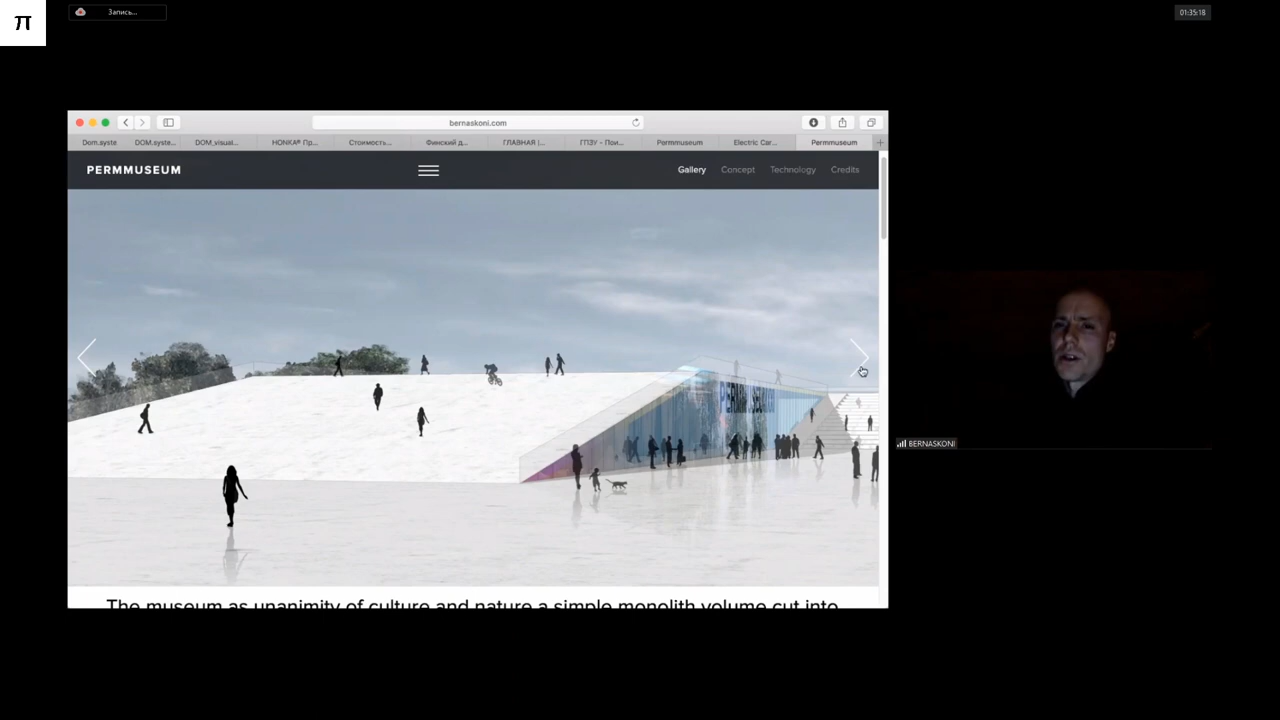 π
Запись...
01:35:18
bernaskoni.com
Dom.syste
DOM.syste...
DOM_visual...
HONKA® Пр...
Стоимость...
Финский д...
ГЛАВНАЯ |...
ГПЗУ – Пои...
Permmuseum
Electric Car...
Permmuseum
PERMMUSEUM
Gallery
Concept
Technology
Credits
PERMMUSEUM
BERNASKONI
The museum as unanimity of culture and nature a simple monolith volume cut into